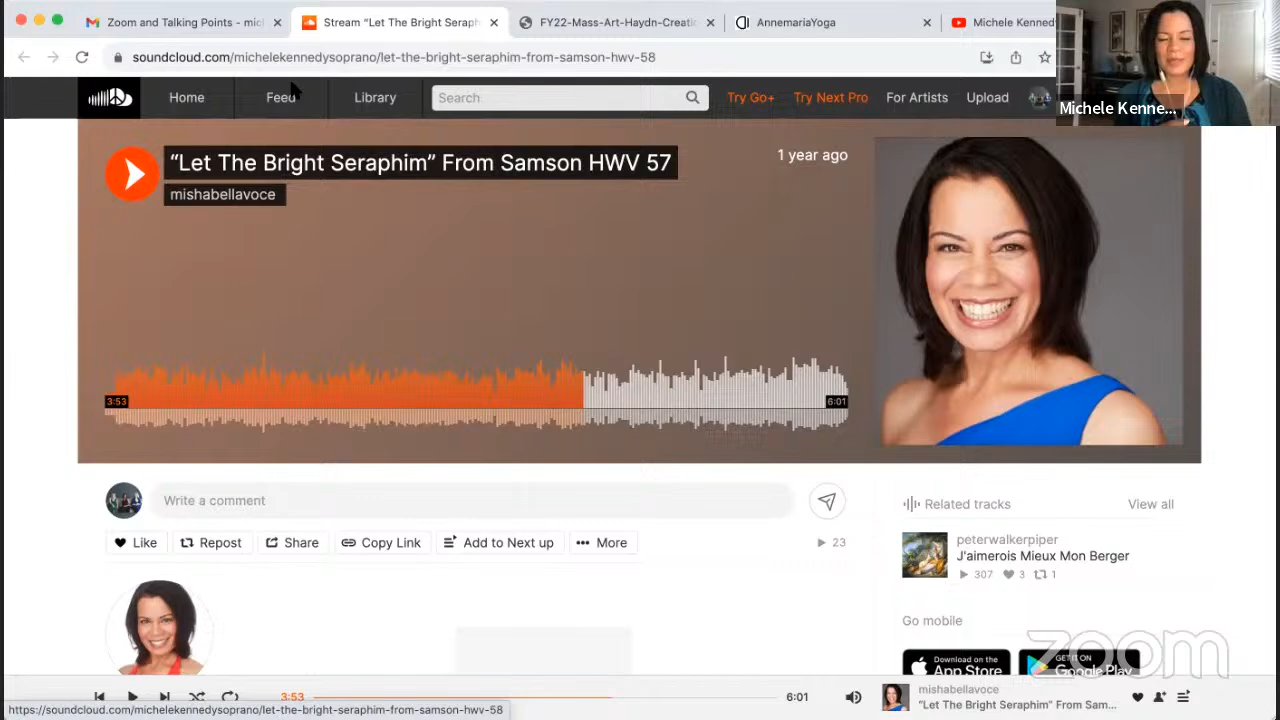 Zoom and Talking Points - mic
Stream “Let The Bright Seraph
FY22-Mass-Art-Haydn-Creatic
AnnemariaYoga
Michele Kennedy
soundcloud.com/michelekennedysoprano/let-the-bright-seraphim-from-samson-hwv-58
Michele Kenne...
Home
Feed
Library
Search
Try Go+
Try Next Pro
For Artists
Upload
“Let The Bright Seraphim” From Samson HWV 57
1 year ago
mishabellavoce
3:53
6:01
Write a comment
Related tracks
View all
Like
Repost
Share
Copy Link
Add to Next up
More
23
peterwalkerpiper
J'aimerois Mieux Mon Berger
307
3
1
Go mobile
Download on the
App Store
GET IT ON
Google Play
zoom
3:53
6:01
mishabellavoce
“Let The Bright Seraphim” From Sam...
https://soundcloud.com/michelekennedysoprano/let-the-bright-seraphim-from-samson-hwv-58